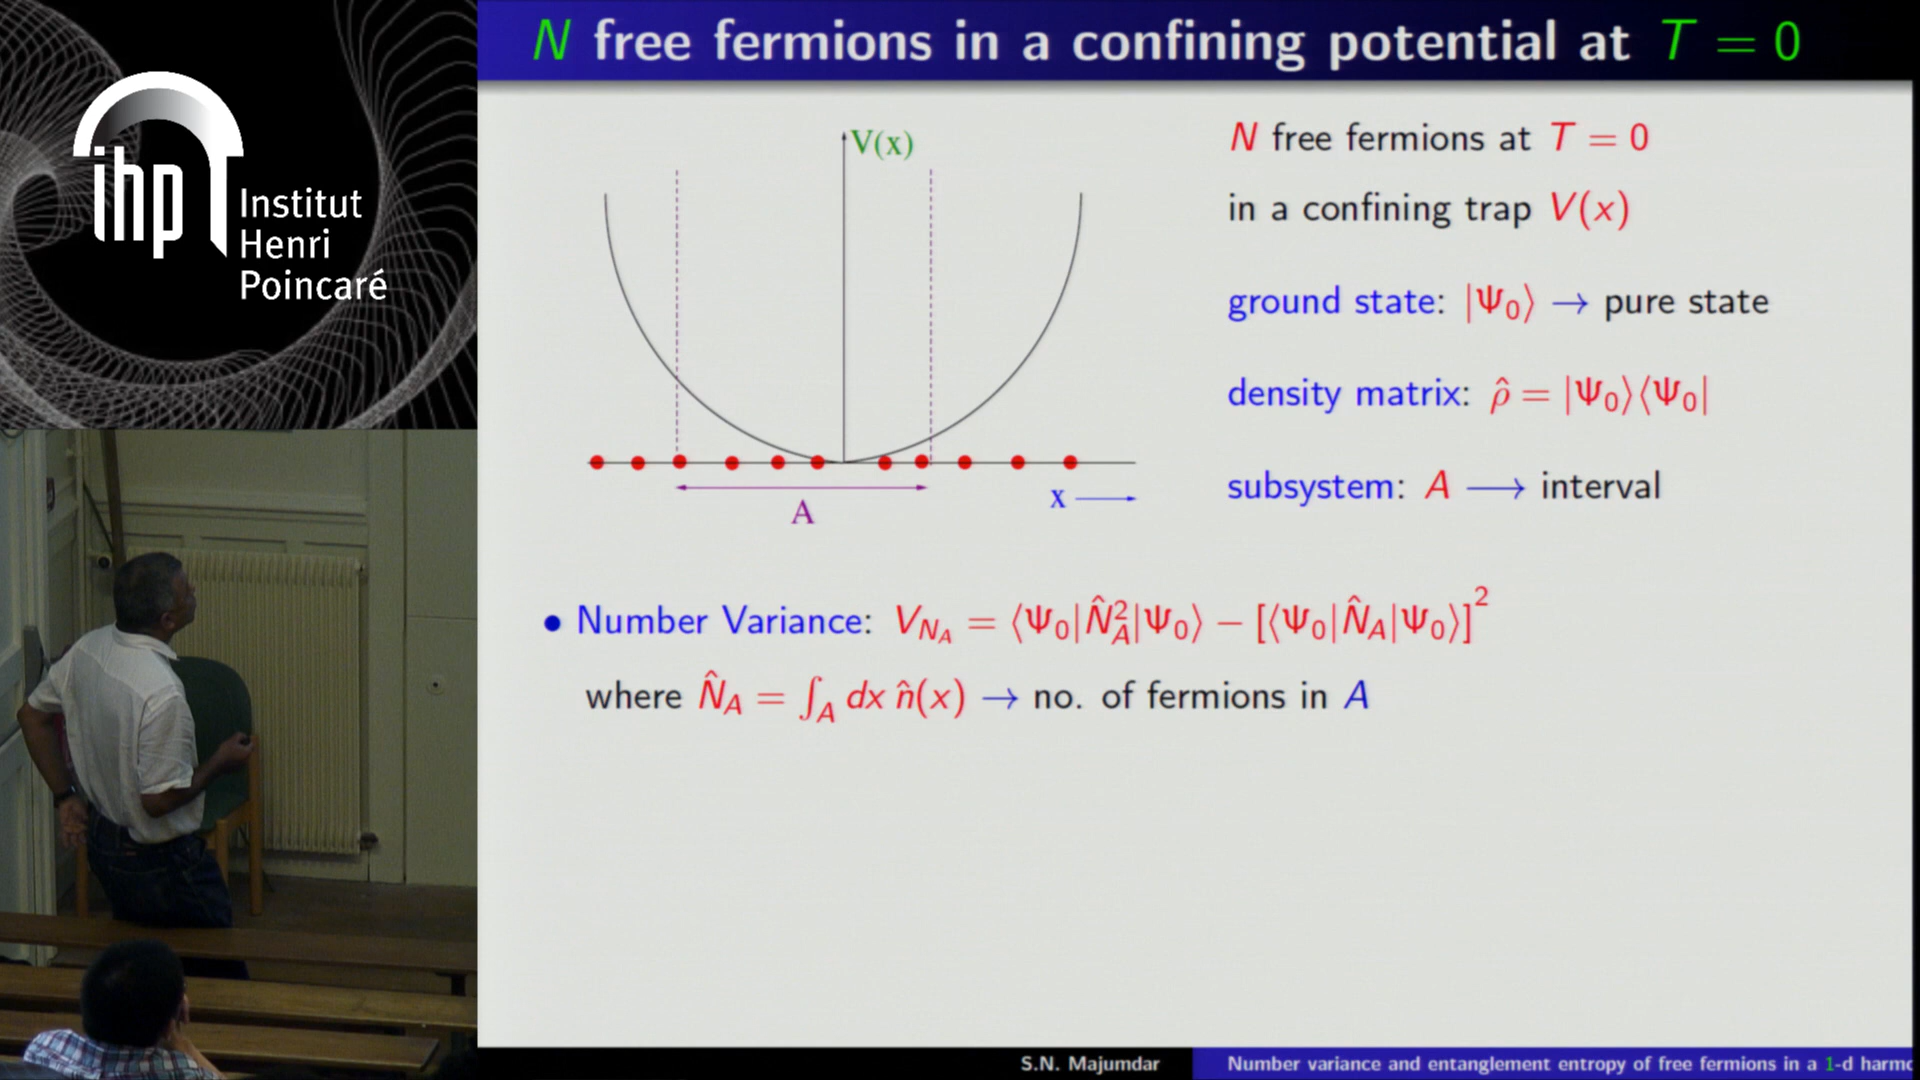 ihp Institut
Henri
Poincaré
N free fermions in a confining potential at T = 0
V(x)
A
x
N free fermions at T = 0
in a confining trap V(x)
ground state: |Ψ₀⟩ → pure state
density matrix: ρ̂ = |Ψ₀⟩⟨Ψ₀|
subsystem: A ⟶ interval
• Number Variance: V_{N_A} = ⟨Ψ₀|N̂²_A|Ψ₀⟩ − [⟨Ψ₀|N̂_A|Ψ₀⟩]²
where N̂_A = ∫_A dx n̂(x) → no. of fermions in A
S.N. Majumdar
Number variance and entanglement entropy of free fermions in a 1-d harmo